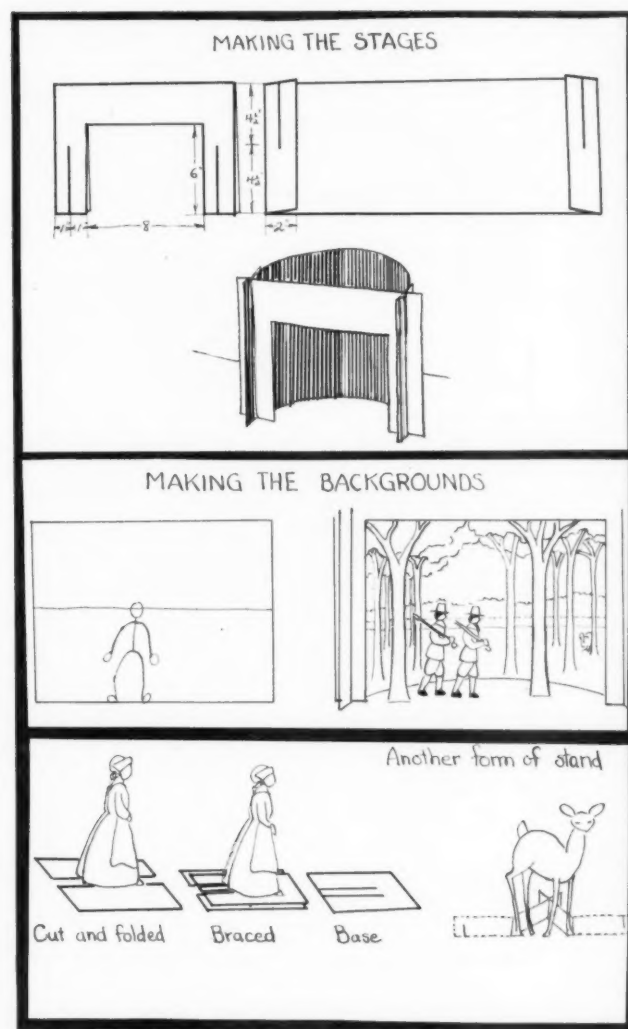 MAKING THE STAGES
4½"
6"
4½"
1" 1" 8 2"
MAKING THE BACKGROUNDS
Another form of stand
Cut and folded Braced Base